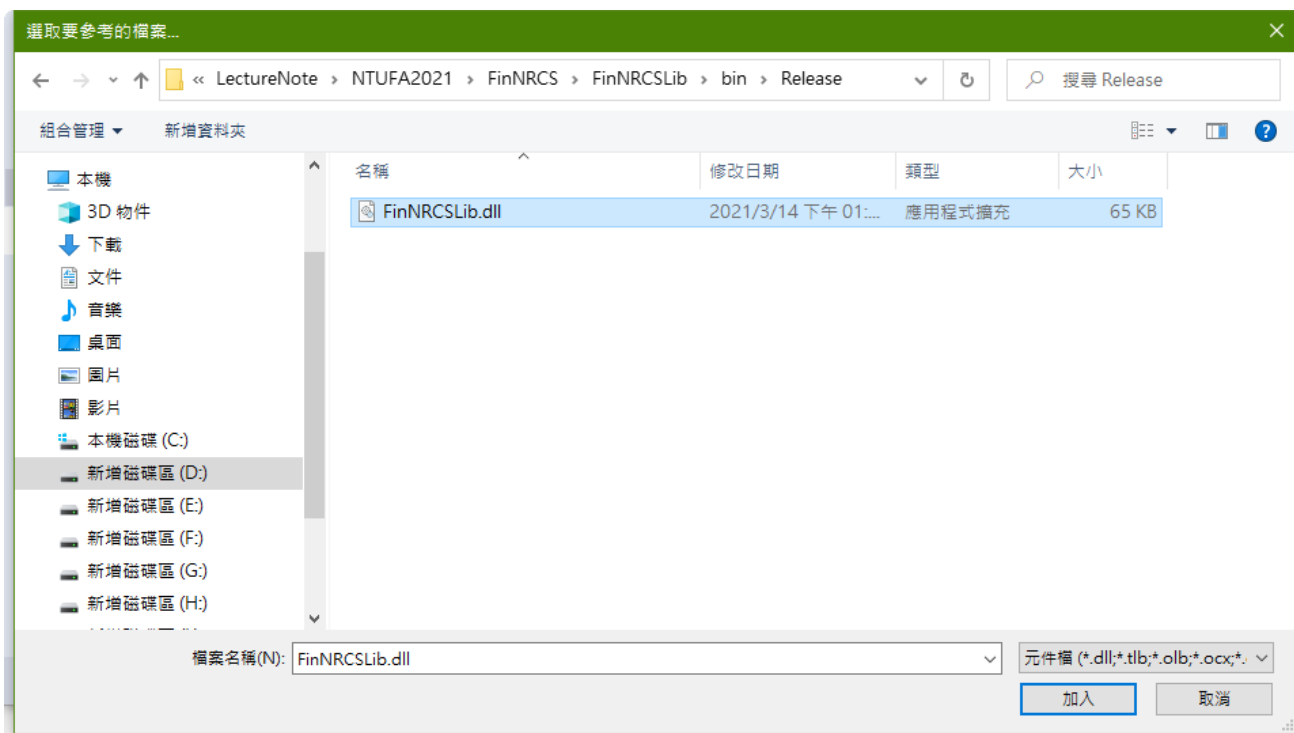 選取要參考的檔案...
« LectureNote › NTUFA2021 › FinNRCS › FinNRCSLib › bin › Release
搜尋 Release
組合管理 新增資料夾
名稱 修改日期 類型 大小
FinNRCSLib.dll 2021/3/14 下午 01:... 應用程式擴充 65 KB
本機
3D 物件
下載
文件
音樂
桌面
圖片
影片
本機磁碟 (C:)
新增磁碟區 (D:)
新增磁碟區 (E:)
新增磁碟區 (F:)
新增磁碟區 (G:)
新增磁碟區 (H:)
檔案名稱(N): FinNRCSLib.dll
元件檔 (*.dll;*.tlb;*.olb;*.ocx;*.
加入 取消